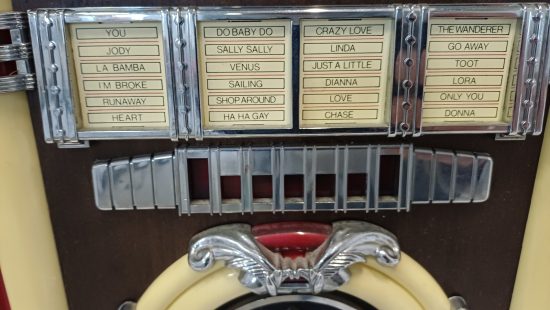 YOU
JODY
LA BAMBA
I'M BROKE
RUNAWAY
HEART
DO BABY DO
SALLY SALLY
VENUS
SAILING
SHOP AROUND
HA HA GAY
CRAZY LOVE
LINDA
JUST A LITTLE
DIANNA
LOVE
CHASE
THE WANDERER
GO AWAY
TOOT
LORA
ONLY YOU
DONNA